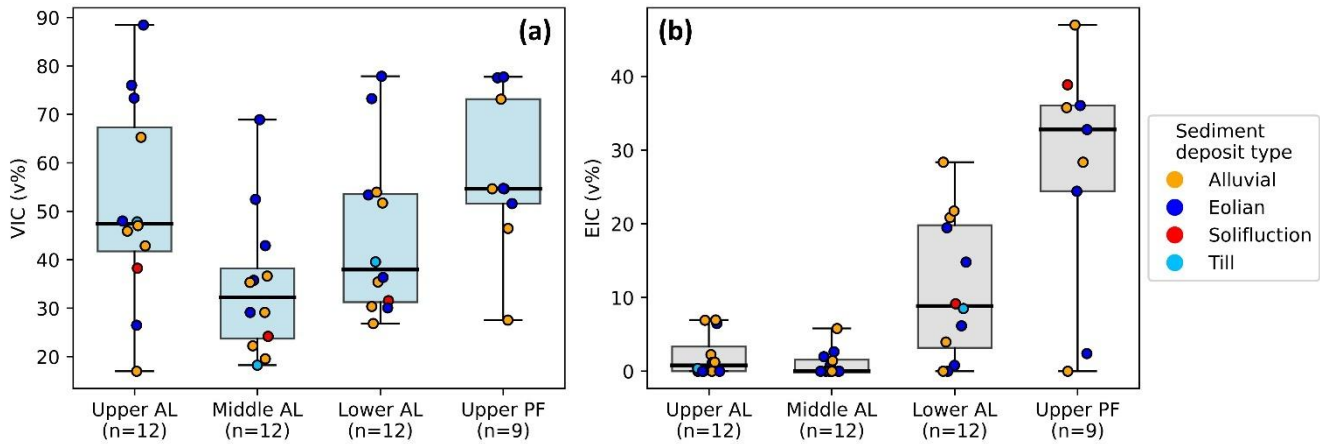 (a)
VIC (v%)
90
80
70
60
50
40
30
20
Upper AL
(n=12)
Middle AL
(n=12)
Lower AL
(n=12)
Upper PF
(n=9)
(b)
EIC (v%)
40
30
20
10
0
Upper AL
(n=12)
Middle AL
(n=12)
Lower AL
(n=12)
Upper PF
(n=9)
Sediment
deposit type
Alluvial
Eolian
Solifluction
Till